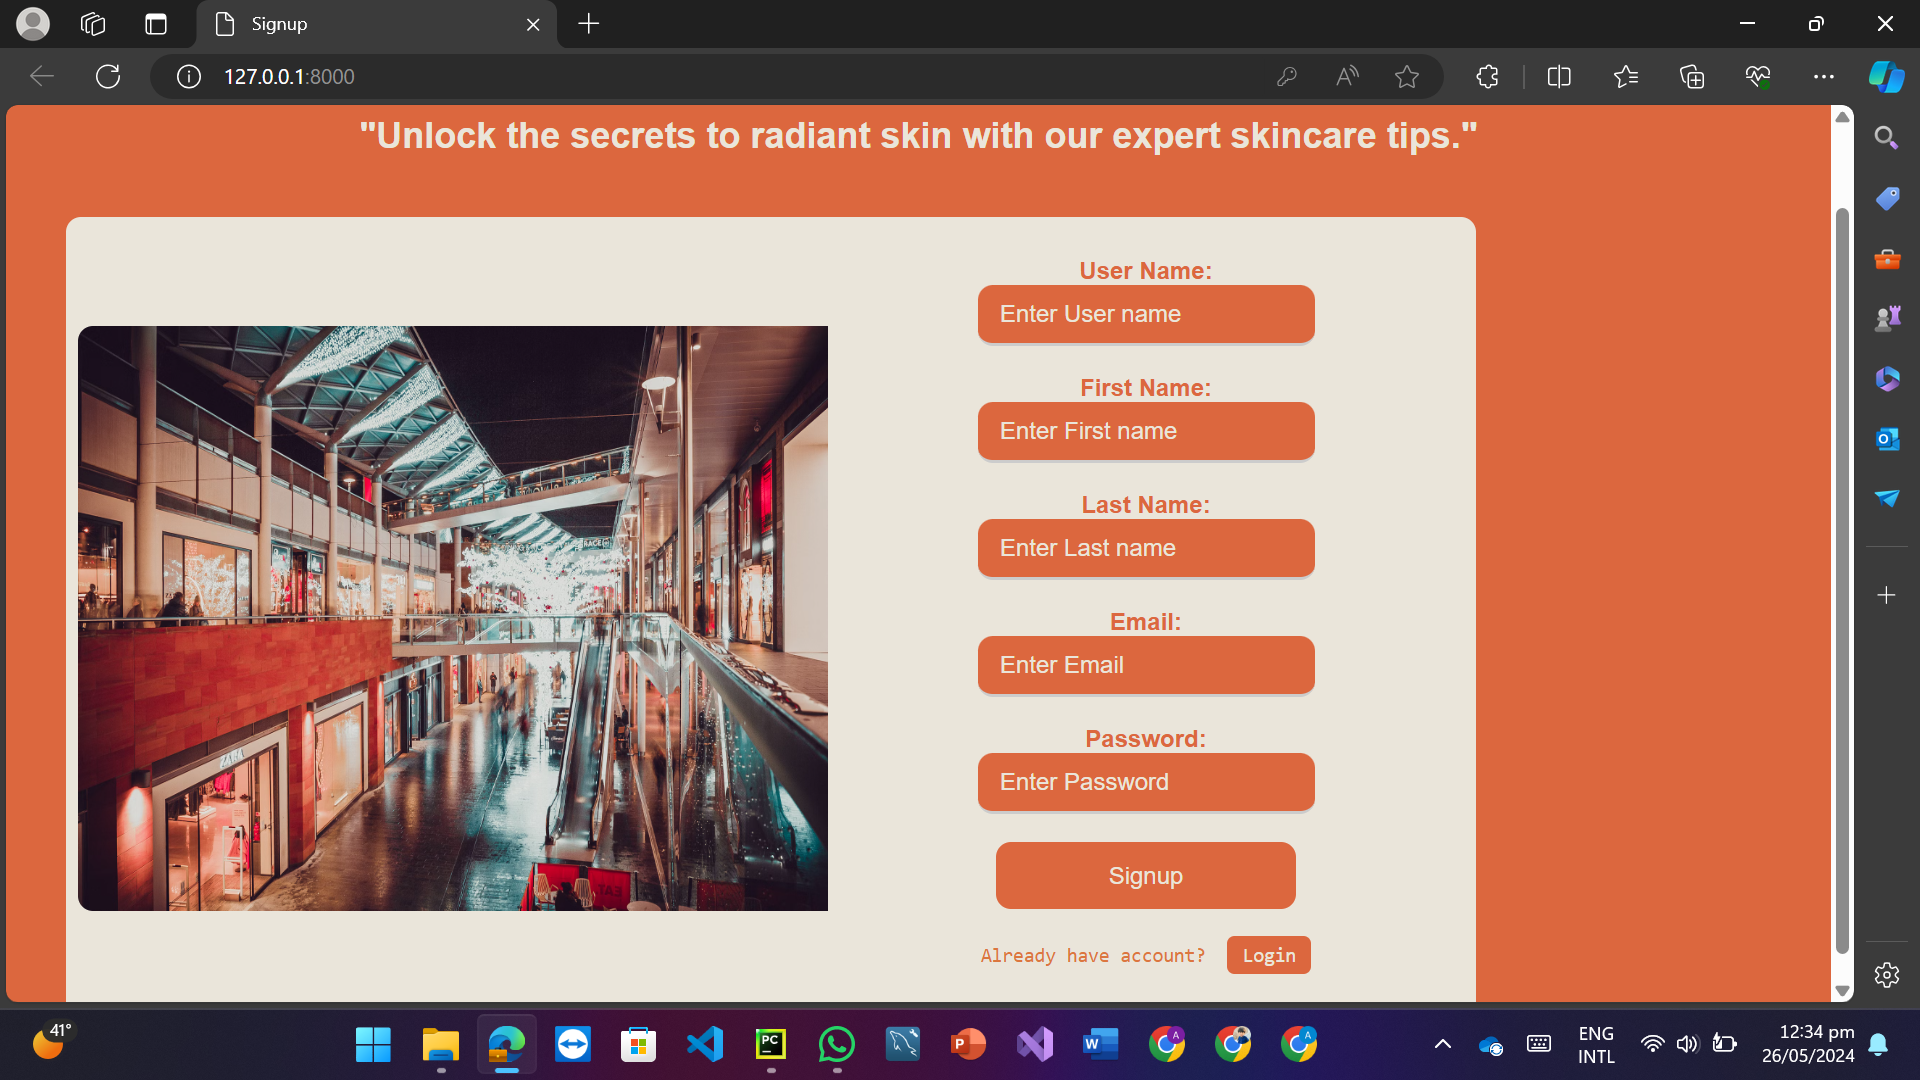 Signup
127.0.0.1:8000
"Unlock the secrets to radiant skin with our expert skincare tips."
User Name:
Enter User name
First Name:
Enter First name
Last Name:
Enter Last name
Email:
Enter Email
Password:
Enter Password
Signup
Already have account? Login
ZARA
41°
ENG
INTL
12:34 pm
26/05/2024